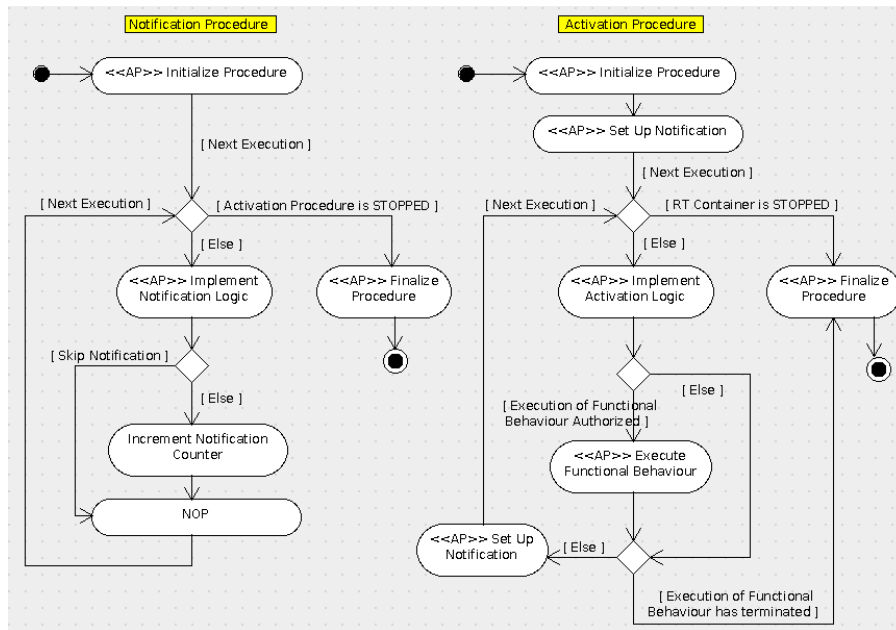 Notification Procedure
<<AP>> Initialize Procedure
[ Next Execution ]
[ Next Execution ]
[ Activation Procedure is STOPPED ]
[ Else ]
<<AP>> Implement
Notification Logic
<<AP>> Finalize
Procedure
[ Skip Notification ]
[ Else ]
Increment Notification
Counter
NOP
Activation Procedure
<<AP>> Initialize Procedure
<<AP>> Set Up Notification
[ Next Execution ]
[ Next Execution ]
[ RT Container is STOPPED ]
[ Else ]
<<AP>> Implement
Activation Logic
<<AP>> Finalize
Procedure
[ Else ]
[ Execution of Functional
Behaviour Authorized ]
<<AP>> Execute
Functional Behaviour
<<AP>> Set Up
Notification
[ Else ]
[ Execution of Functional
Behaviour has terminated ]